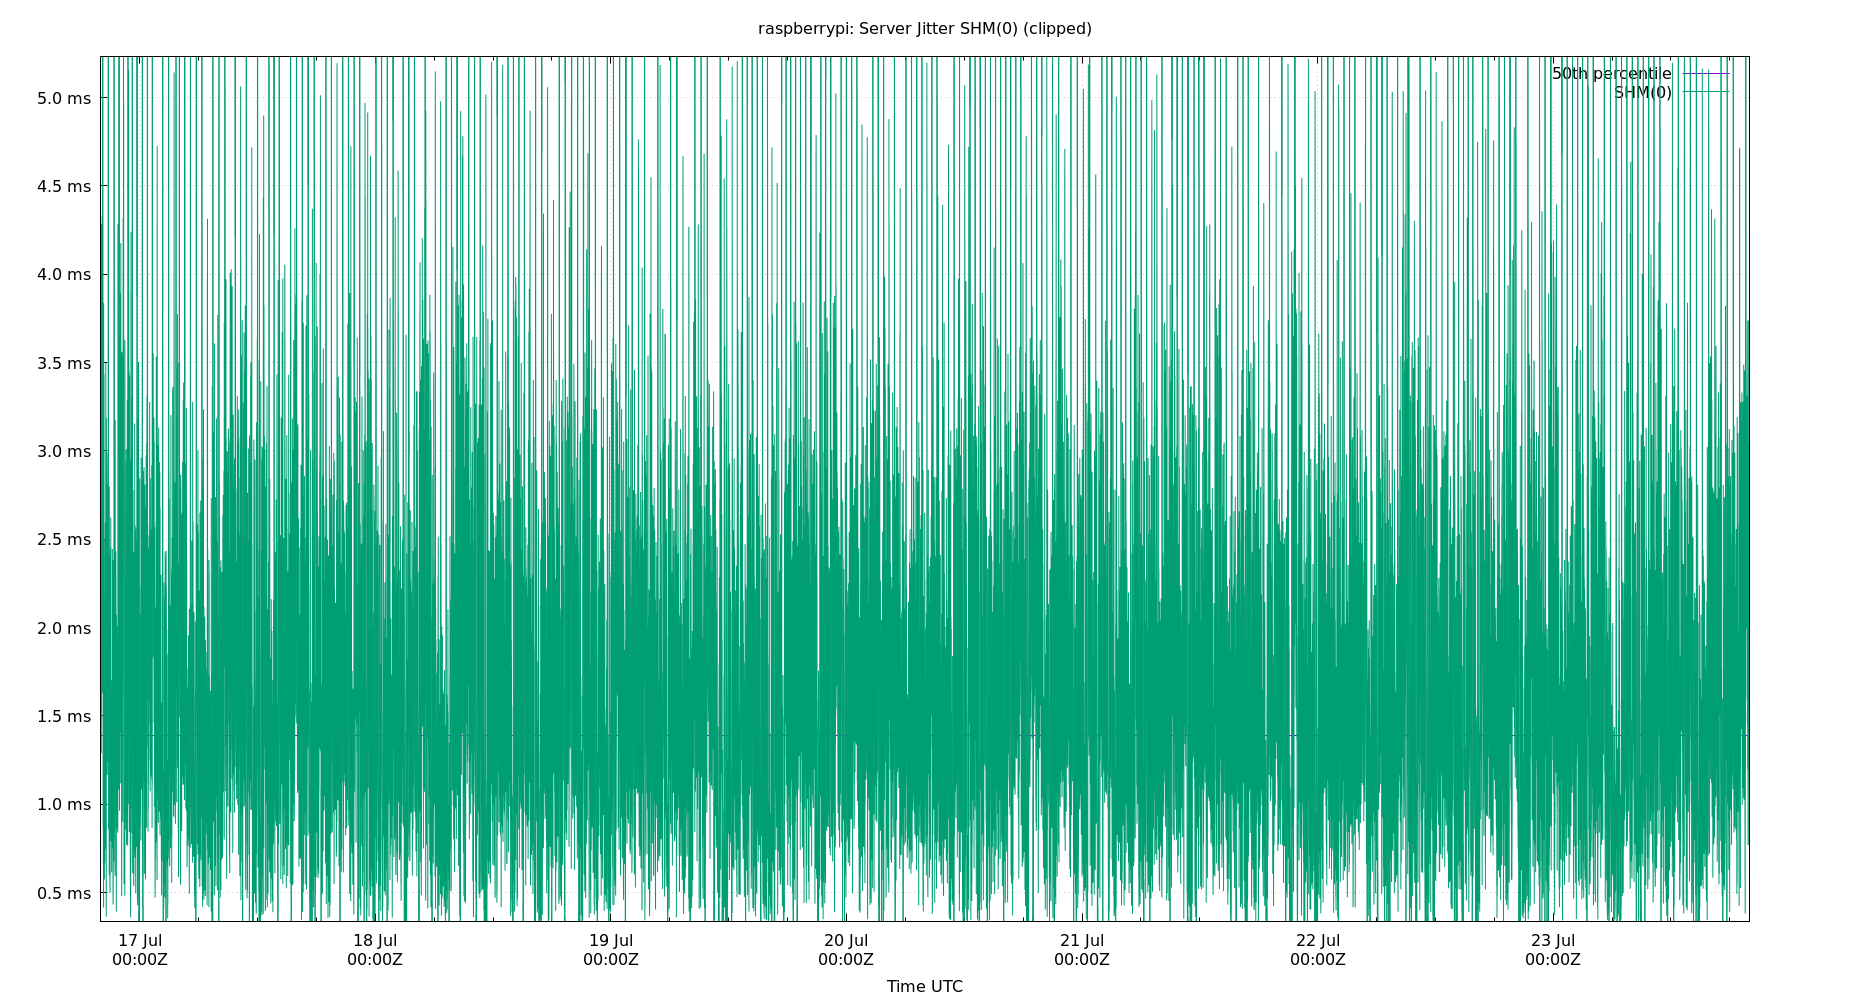 raspberrypi: Server Jitter SHM(0) (clipped)
50th percentile
SHM(0)
5.0 ms
4.5 ms
4.0 ms
3.5 ms
3.0 ms
2.5 ms
2.0 ms
1.5 ms
1.0 ms
0.5 ms
17 Jul 18 Jul 19 Jul 20 Jul 21 Jul 22 Jul 23 Jul
00:00Z 00:00Z 00:00Z 00:00Z 00:00Z 00:00Z 00:00Z
Time UTC